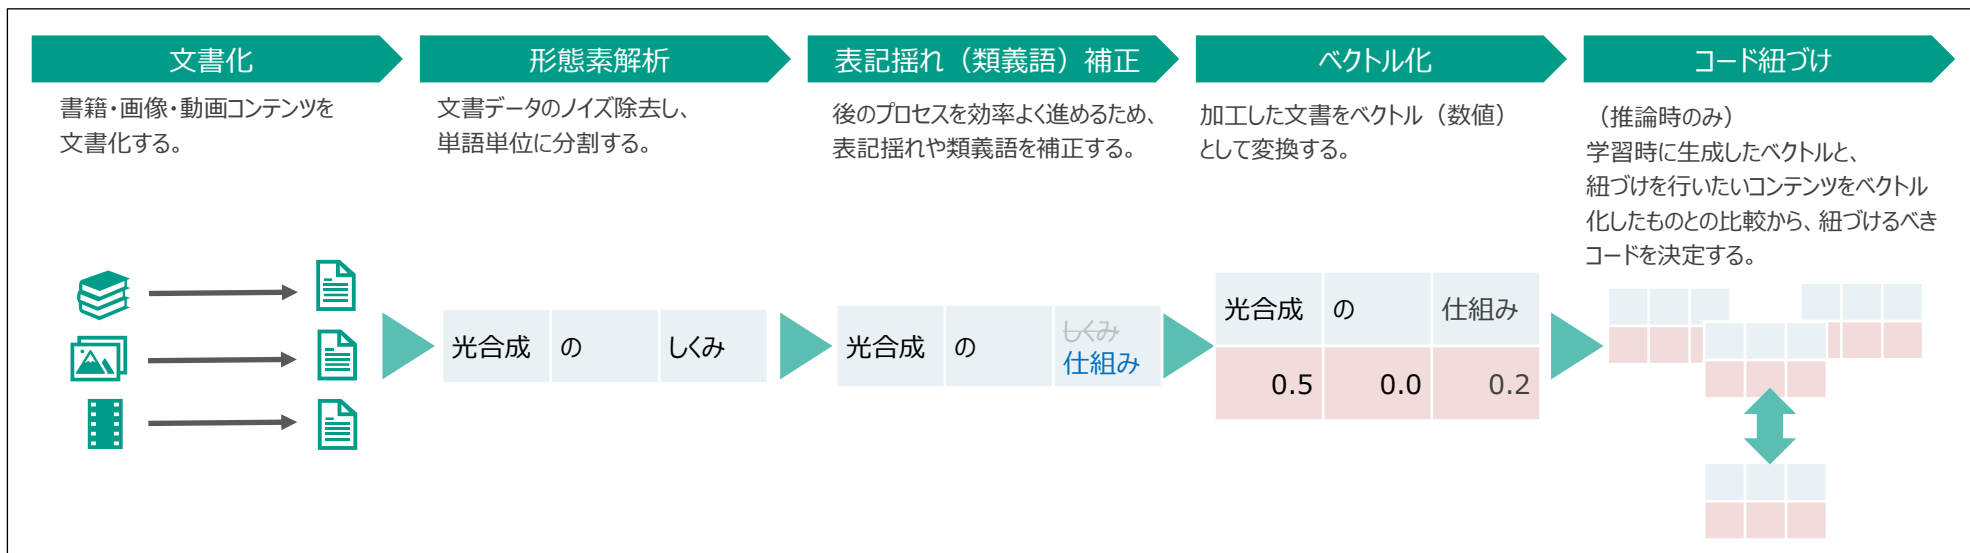 文書化
形態素解析
表記揺れ（類義語）補正
ベクトル化
コード紐づけ
書籍・画像・動画コンテンツを
文書化する。
文書データのノイズ除去し、
単語単位に分割する。
後のプロセスを効率よく進めるため、
表記揺れや類義語を補正する。
加工した文書をベクトル（数値）
として変換する。
（推論時のみ）
学習時に生成したベクトルと、
紐づけを行いたいコンテンツをベクトル
化したものとの比較から、紐づけるべき
コードを決定する。
光合成 の しくみ
光合成 の しくみ
仕組み
光合成 の 仕組み
0.5 0.0 0.2